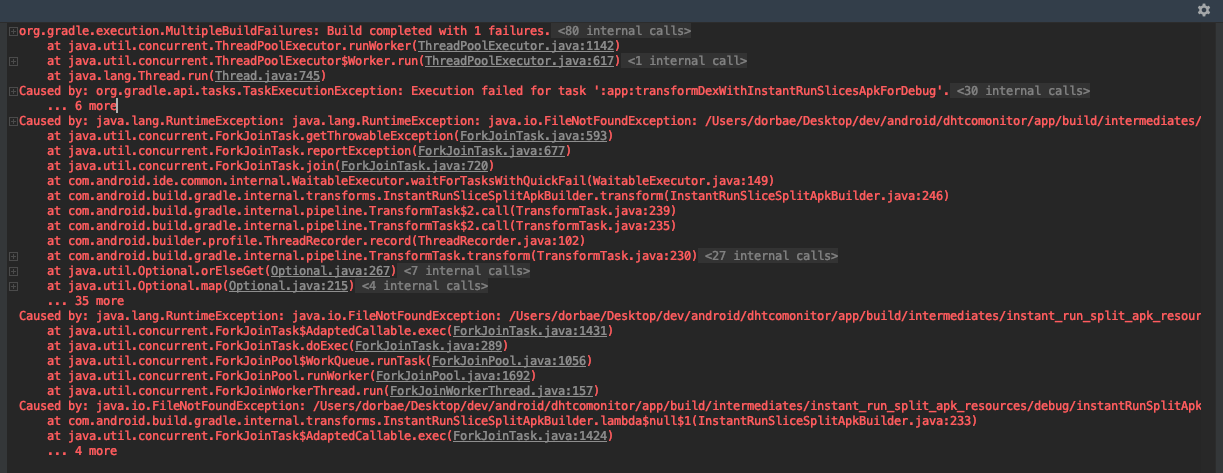 org.gradle.execution.MultipleBuildFailures: Build completed with 1 failures. <80 internal calls>
at java.util.concurrent.ThreadPoolExecutor.runWorker(ThreadPoolExecutor.java:1142)
at java.util.concurrent.ThreadPoolExecutor$Worker.run(ThreadPoolExecutor.java:617) <1 internal call>
at java.lang.Thread.run(Thread.java:745)
Caused by: org.gradle.api.tasks.TaskExecutionException: Execution failed for task ':app:transformDexWithInstantRunSlicesApkForDebug'. <30 internal calls>
... 6 more
Caused by: java.lang.RuntimeException: java.lang.RuntimeException: java.io.FileNotFoundException: /Users/dorbae/Desktop/dev/android/dhtcomonitor/app/build/intermediates/
at java.util.concurrent.ForkJoinTask.getThrowableException(ForkJoinTask.java:593)
at java.util.concurrent.ForkJoinTask.reportException(ForkJoinTask.java:677)
at java.util.concurrent.ForkJoinTask.join(ForkJoinTask.java:720)
at com.android.ide.common.internal.WaitableExecutor.waitForTasksWithQuickFail(WaitableExecutor.java:149)
at com.android.build.gradle.internal.transforms.InstantRunSliceSplitApkBuilder.transform(InstantRunSliceSplitApkBuilder.java:246)
at com.android.build.gradle.internal.pipeline.TransformTask$2.call(TransformTask.java:239)
at com.android.build.gradle.internal.pipeline.TransformTask$2.call(TransformTask.java:235)
at com.android.builder.profile.ThreadRecorder.record(ThreadRecorder.java:102)
at com.android.build.gradle.internal.pipeline.TransformTask.transform(TransformTask.java:230) <27 internal calls>
at java.util.Optional.orElseGet(Optional.java:267) <7 internal calls>
at java.util.Optional.map(Optional.java:215) <4 internal calls>
... 35 more
Caused by: java.lang.RuntimeException: java.io.FileNotFoundException: /Users/dorbae/Desktop/dev/android/dhtcomonitor/app/build/intermediates/instant_run_split_apk_resour
at java.util.concurrent.ForkJoinTask$AdaptedCallable.exec(ForkJoinTask.java:1431)
at java.util.concurrent.ForkJoinTask.doExec(ForkJoinTask.java:289)
at java.util.concurrent.ForkJoinPool$WorkQueue.runTask(ForkJoinPool.java:1056)
at java.util.concurrent.ForkJoinPool.runWorker(ForkJoinPool.java:1692)
at java.util.concurrent.ForkJoinWorkerThread.run(ForkJoinWorkerThread.java:157)
Caused by: java.io.FileNotFoundException: /Users/dorbae/Desktop/dev/android/dhtcomonitor/app/build/intermediates/instant_run_split_apk_resources/debug/instantRunSplitApk
at com.android.build.gradle.internal.transforms.InstantRunSliceSplitApkBuilder.lambda$null$1(InstantRunSliceSplitApkBuilder.java:233)
at java.util.concurrent.ForkJoinTask$AdaptedCallable.exec(ForkJoinTask.java:1424)
... 4 more